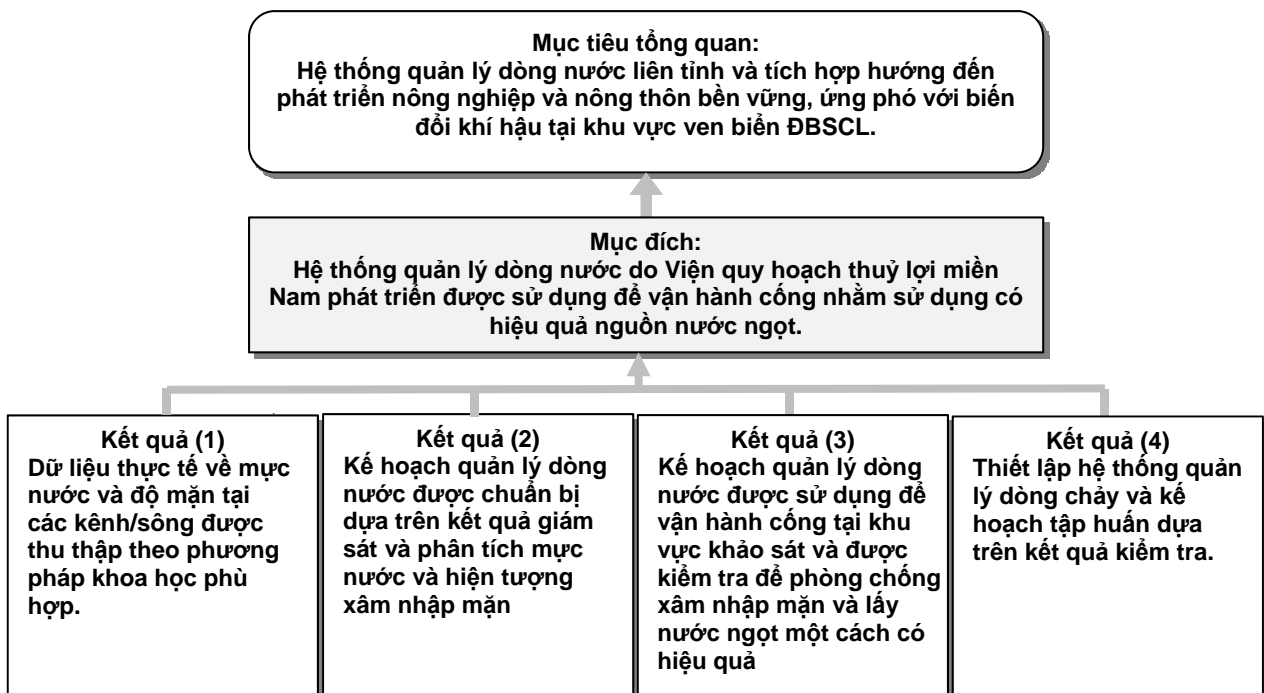 Mục tiêu tổng quan:
Hệ thống quản lý dòng nước liên tỉnh và tích hợp hướng đến
phát triển nông nghiệp và nông thôn bền vững, ứng phó với biến
đổi khí hậu tại khu vực ven biển ĐBSCL.
Mục đích:
Hệ thống quản lý dòng nước do Viện quy hoạch thuỷ lợi miền
Nam phát triển được sử dụng để vận hành cống nhằm sử dụng có
hiệu quả nguồn nước ngọt.
Kết quả (1)
Dữ liệu thực tế về mực
nước và độ mặn tại
các kênh/sông được
thu thập theo phương
pháp khoa học phù
hợp.
Kết quả (2)
Kế hoạch quản lý dòng
nước được chuẩn bị
dựa trên kết quả giám
sát và phân tích mực
nước và hiện tượng
xâm nhập mặn
Kết quả (3)
Kế hoạch quản lý dòng
nước được sử dụng để
vận hành cống tại khu
vực khảo sát và được
kiểm tra để phòng chống
xâm nhập mặn và lấy
nước ngọt một cách có
hiệu quả
Kết quả (4)
Thiết lập hệ thống quản
lý dòng chảy và kế
hoạch tập huấn dựa
trên kết quả kiểm tra.